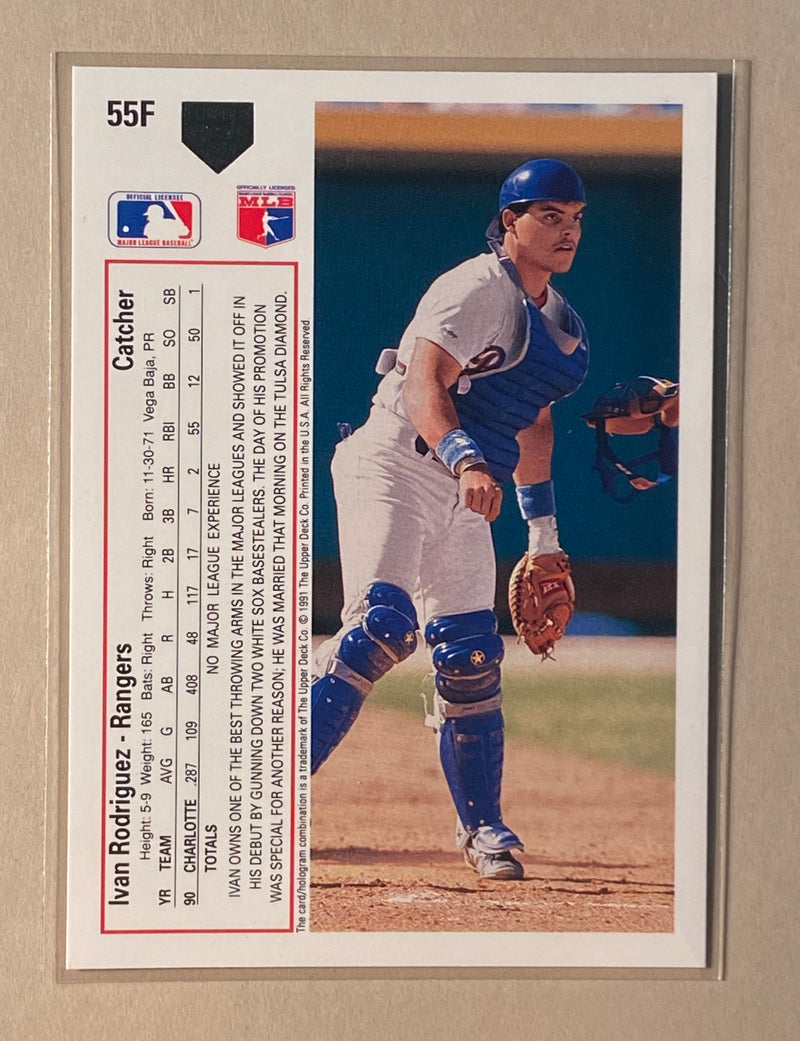 55F
OFFICIAL LICENSEE
MAJOR LEAGUE BASEBALL
OFFICIALLY LICENSED
MLB
Ivan Rodriguez - Rangers Catcher
Height: 5-9 Weight: 165 Bats: Right Throws: Right Born: 11-30-71 Vega Baja, PR
YR TEAM AVG G AB R H 2B 3B HR RBI BB SO SB
90 CHARLOTTE .287 109 408 48 117 17 7 2 55 12 50 1
TOTALS NO MAJOR LEAGUE EXPERIENCE
IVAN OWNS ONE OF THE BEST THROWING ARMS IN THE MAJOR LEAGUES AND SHOWED IT OFF IN
HIS DEBUT BY GUNNING DOWN TWO WHITE SOX BASESTEALERS. THE DAY OF HIS PROMOTION
WAS SPECIAL FOR ANOTHER REASON; HE WAS MARRIED THAT MORNING ON THE TULSA DIAMOND.
The card/hologram combination is a trademark of The Upper Deck Co. © 1991 The Upper Deck Co. Printed in the U.S.A. All Rights Reserved.